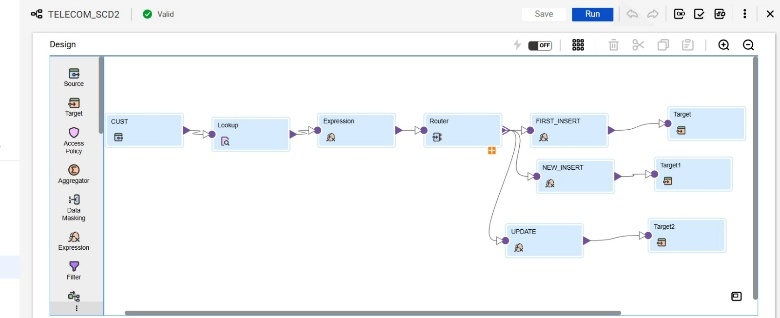 TELECOM_SCD2
Valid
Save
Run
Design
OFF
Source
Target
Access
Policy
Aggregator
Data
Masking
Expression
Filter
CUST
Lookup
Expression
Router
FIRST_INSERT
Target
NEW_INSERT
Target1
UPDATE
Target2